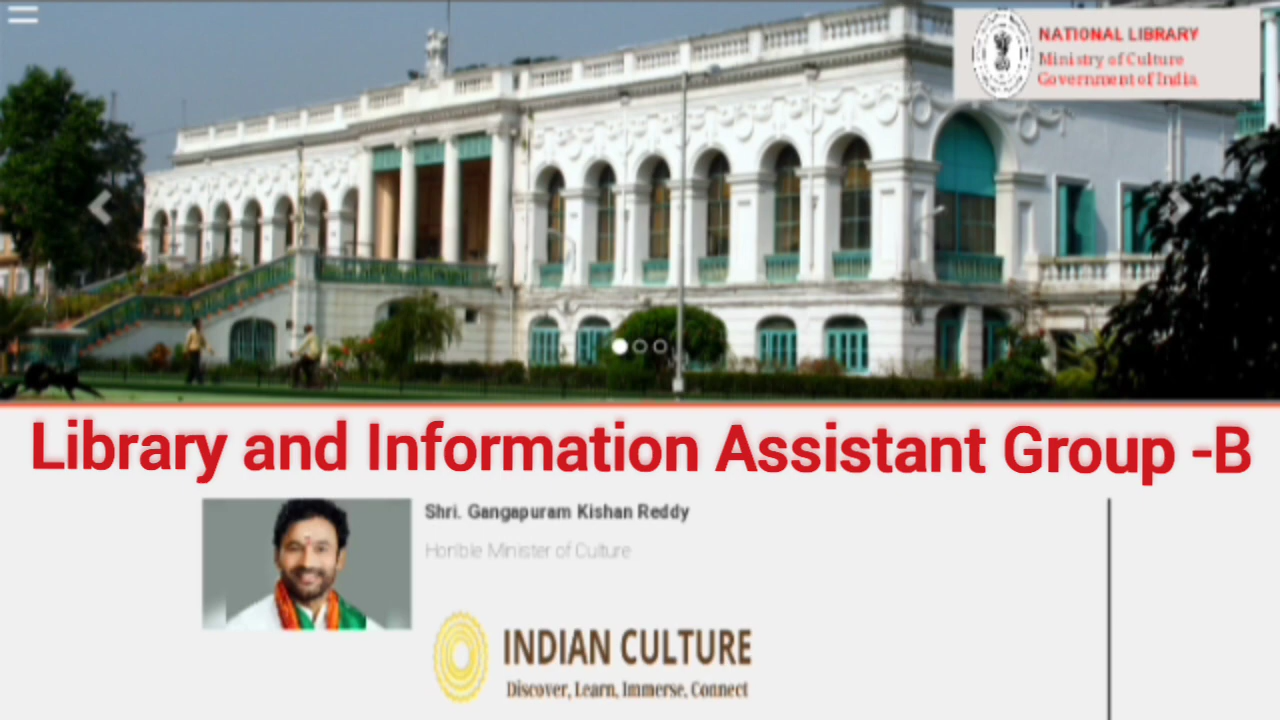 NATIONAL LIBRARY
Ministry of Culture
Government of India
Library and Information Assistant Group -B
Shri. Gangapuram Kishan Reddy
Hon'ble Minister of Culture
INDIAN CULTURE
Discover, Learn, Immerse, Connect